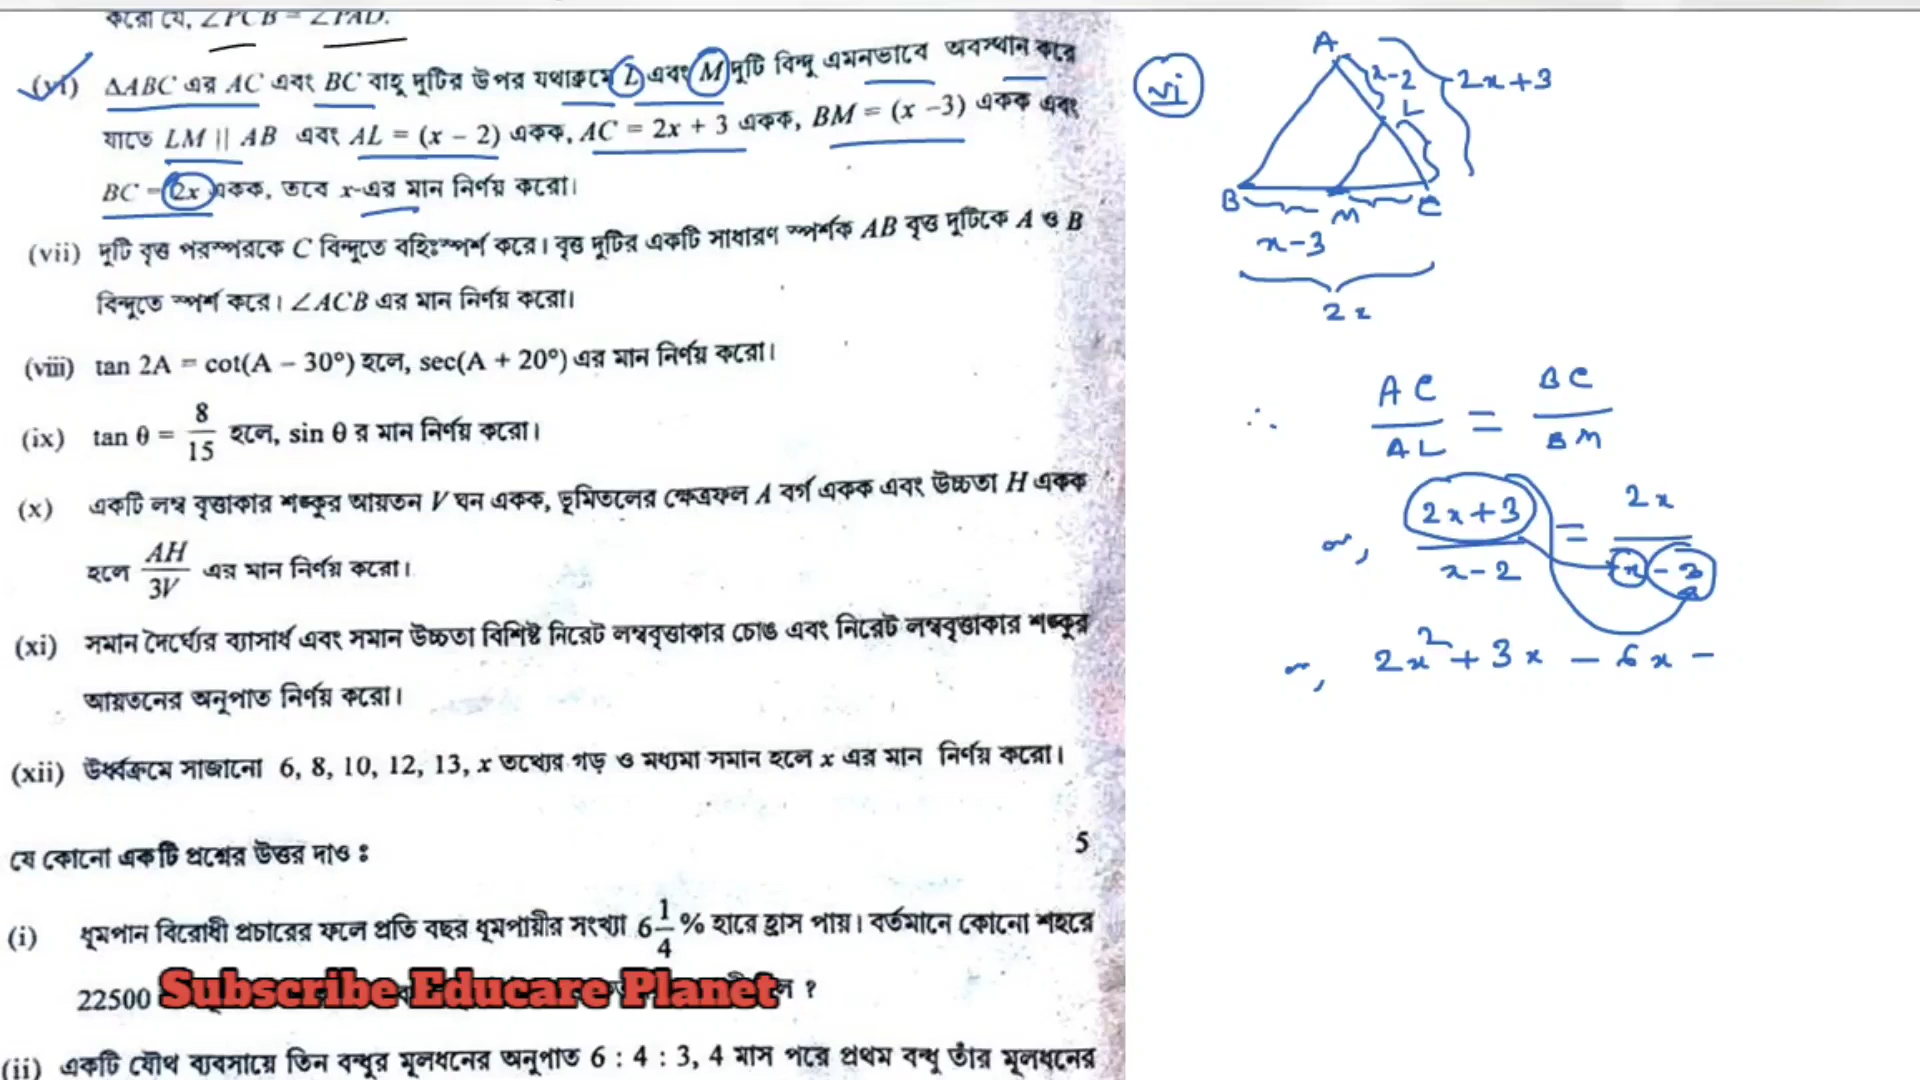 করো যে, ∠PCB = ∠PAD.
(vi) ΔABC এর AC এবং BC বাহু দুটির উপর যথাক্রমে L এবং M দুটি বিন্দু এমনভাবে অবস্থান করে
যাতে LM || AB এবং AL = (x – 2) একক, AC = 2x + 3 একক, BM = (x –3) একক এবং
BC = 2x একক, তবে x-এর মান নির্ণয় করো।
(vii) দুটি বৃত্ত পরস্পরকে C বিন্দুতে বহিঃস্পর্শ করে। বৃত্ত দুটির একটি সাধারণ স্পর্শক AB বৃত্ত দুটিকে A ও B
বিন্দুতে স্পর্শ করে। ∠ACB এর মান নির্ণয় করো।
(viii) tan 2A = cot(A – 30°) হলে, sec(A + 20°) এর মান নির্ণয় করো।
(ix) tan θ = 8/15 হলে, sin θ র মান নির্ণয় করো।
(x) একটি লম্ব বৃত্তাকার শঙ্কুর আয়তন V ঘন একক, ভূমিতলের ক্ষেত্রফল A বর্গ একক এবং উচ্চতা H একক
হলে AH/3V এর মান নির্ণয় করো।
(xi) সমান দৈর্ঘ্যের ব্যাসার্ধ এবং সমান উচ্চতা বিশিষ্ট নিরেট লম্ববৃত্তাকার চোঙ এবং নিরেট লম্ববৃত্তাকার শঙ্কুর
আয়তনের অনুপাত নির্ণয় করো।
(xii) উর্ধ্বক্রমে সাজানো 6, 8, 10, 12, 13, x তথ্যের গড় ও মধ্যমা সমান হলে x এর মান নির্ণয় করো।
যে কোনো একটি প্রশ্নের উত্তর দাও ঃ 5
(i) ধূমপান বিরোধী প্রচারের ফলে প্রতি বছর ধূমপায়ীর সংখ্যা 6 1/4 % হারে হ্রাস পায়। বর্তমানে কোনো শহরে
22500 ?
Subscribe Educare Planet
(ii) একটি যৌথ ব্যবসায়ে তিন বন্ধুর মূলধনের অনুপাত 6 : 4 : 3, 4 মাস পরে প্রথম বন্ধু তাঁর মূলধনের
vi
A
x-2
2x+3
L
B M C
x-3
2x
∴ AC/AL = BC/BM
or, 2x+3/x-2 = 2x/x-3
or, 2x² + 3x - 6x -